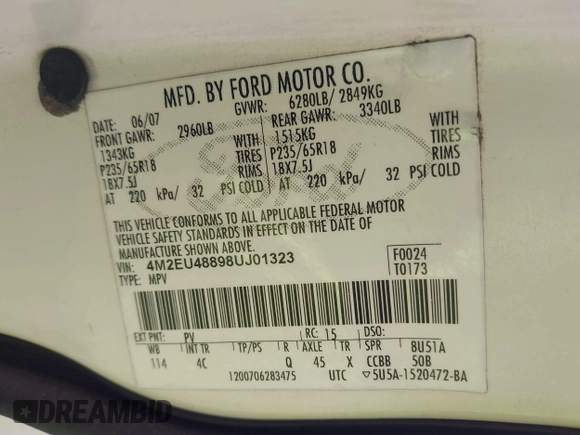 MFD. BY FORD MOTOR CO.
DATE: 06/07 GVWR: 6280LB/ 2849KG
FRONT GAWR: 2960LB REAR GAWR: 3340LB
1343KG WITH 1515KG WITH
P235/65R18 TIRES P235/65R18 TIRES
18X7.5J RIMS 18X7.5J RIMS
AT 220 kPa/ 32 PSI COLD AT 220 kPa/ 32 PSI COLD
THIS VEHICLE CONFORMS TO ALL APPLICABLE FEDERAL MOTOR
VEHICLE SAFETY STANDARDS IN EFFECT ON THE DATE OF
MANUFACTURE SHOWN ABOVE.
VIN: 4M2EU48898UJ01323 F0024
TYPE: MPV T0173
EXT PNT: PV RC: 15 DSO:
WB INT TR TP/PS R AXLE TR SPR 8U51A
114 4C Q 45 X CCBB 50B
1200706283475 UTC ▽5U5A-1520472-BA
Ford
DREAMBID